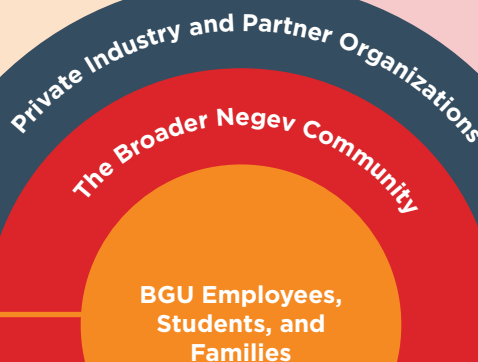 Private Industry and Partner Organizations
The Broader Negev Community
BGU Employees,
Students, and
Families